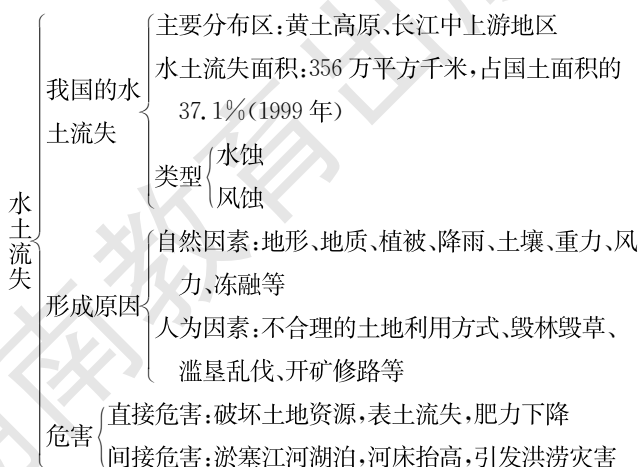 主要分布区:黄土高原、长江中上游地区
水土流失面积:356 万平方千米,占国土面积的
37.1%(1999 年)
我国的水
土流失
类型
水蚀
风蚀
水土流失
自然因素:地形、地质、植被、降雨、土壤、重力、风
力、冻融等
形成原因
人为因素:不合理的土地利用方式、毁林毁草、
滥垦乱伐、开矿修路等
危害
直接危害:破坏土地资源,表土流失,肥力下降
间接危害:淤塞江河湖泊,河床抬高,引发洪涝灾害